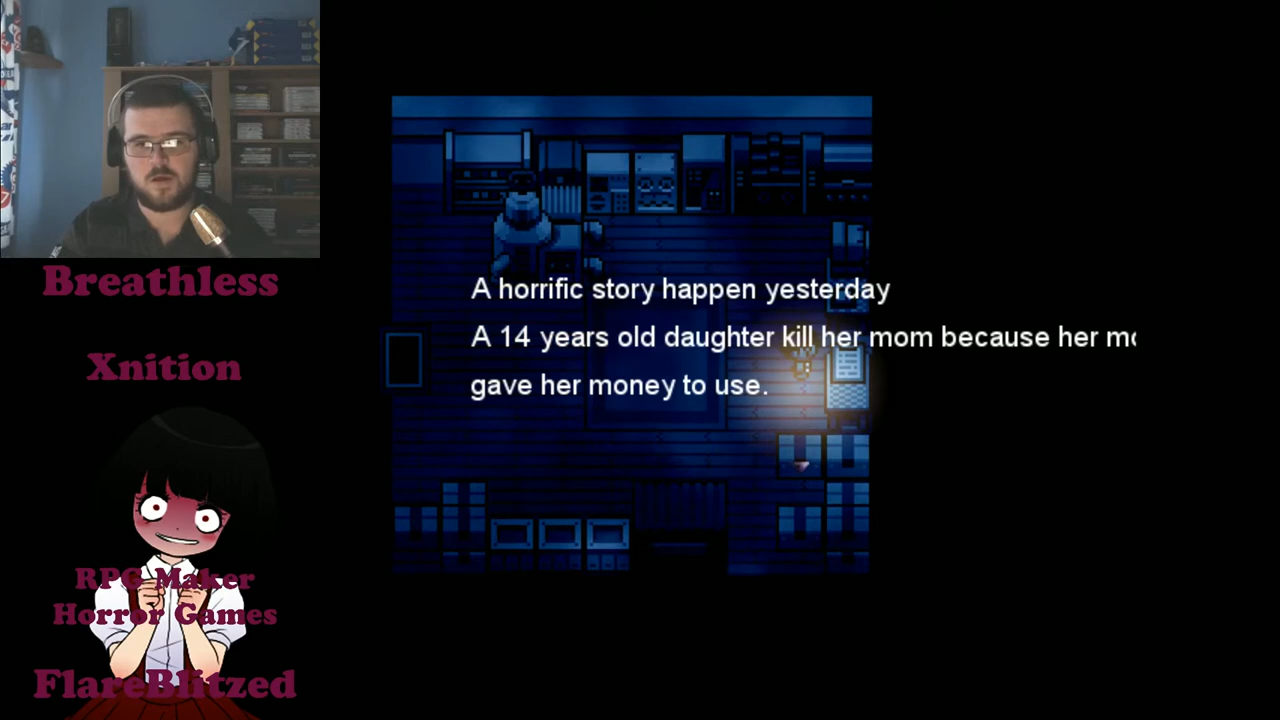 Breathless
Xnition
RPG Maker
Horror Games
FlareBlitzed
A horrific story happen yesterday
A 14 years old daughter kill her mom because her
gave her money to use.